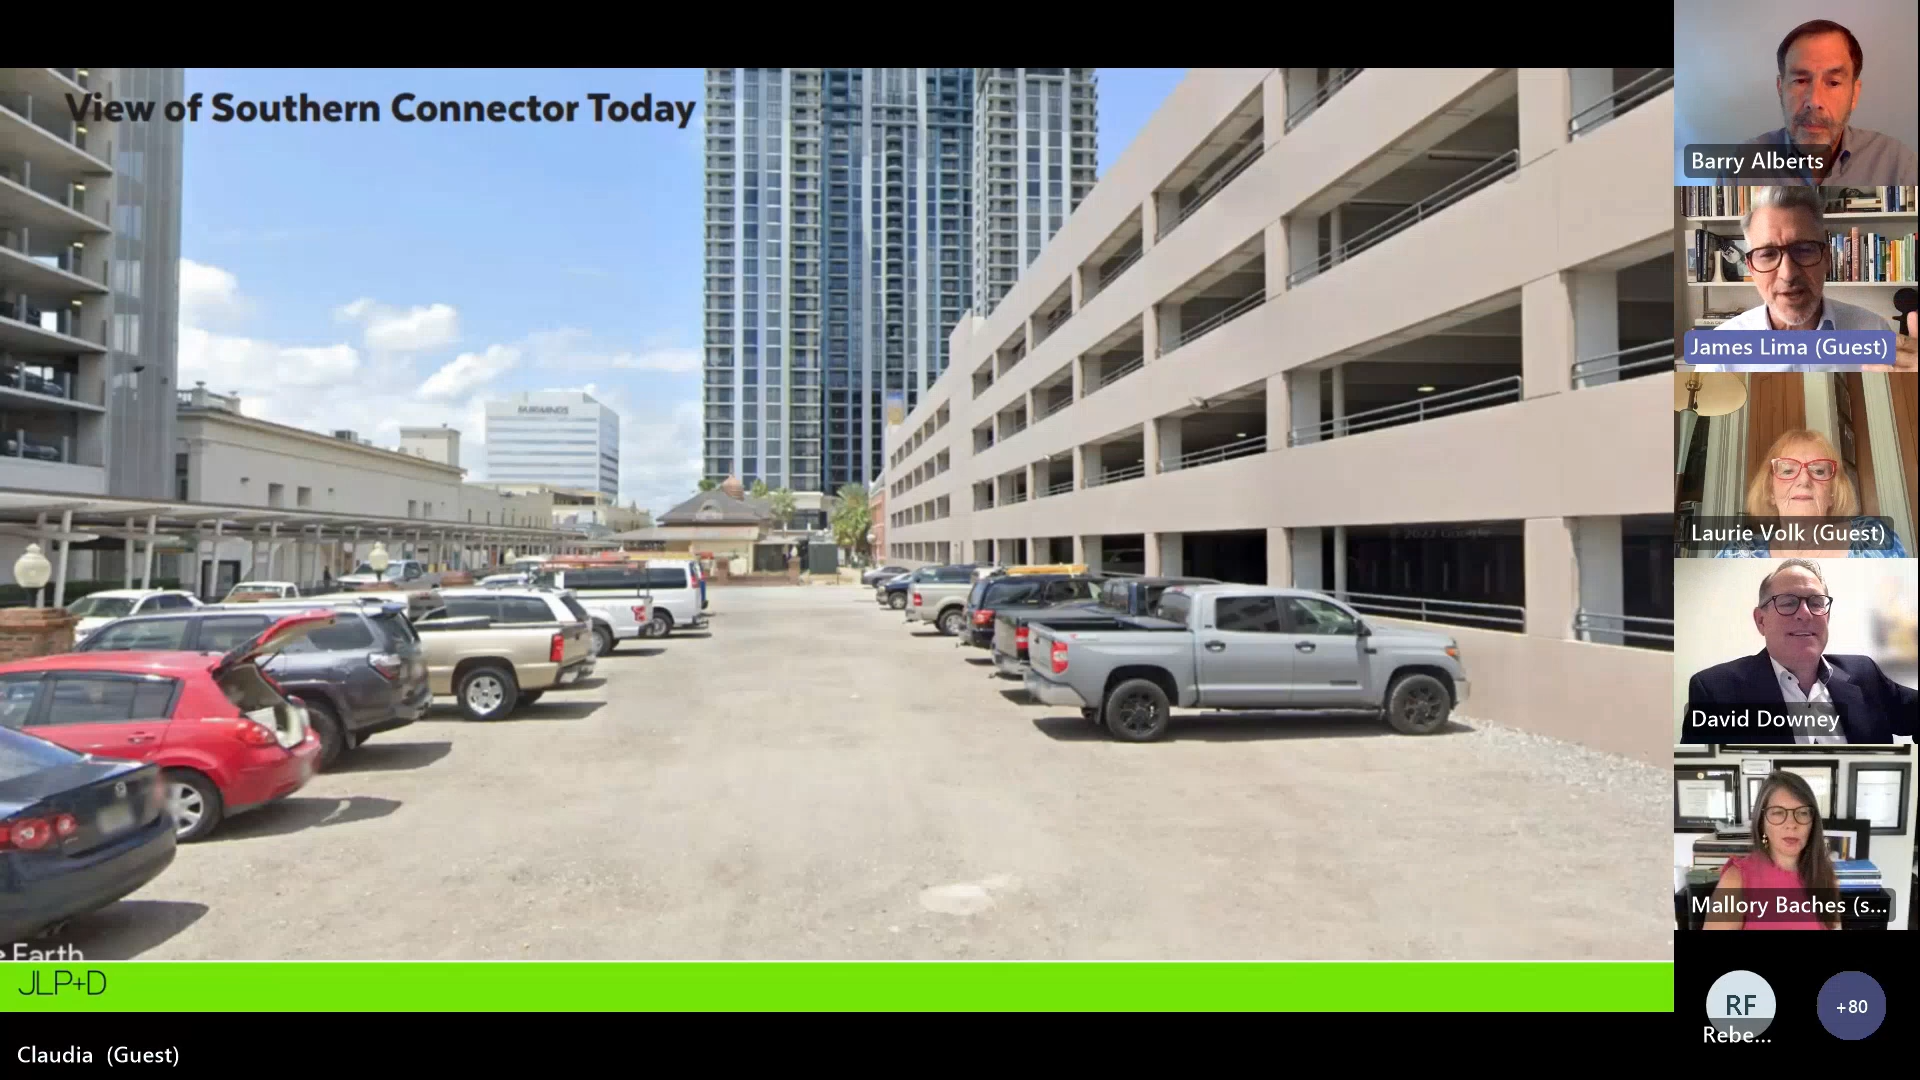 View of Southern Connector Today
FAIRWINDS
Earth
JLP+D
Claudia (Guest)
Barry Alberts
James Lima (Guest)
Laurie Volk (Guest)
David Downey
Mallory Baches (s...
RF
Rebe...
+80